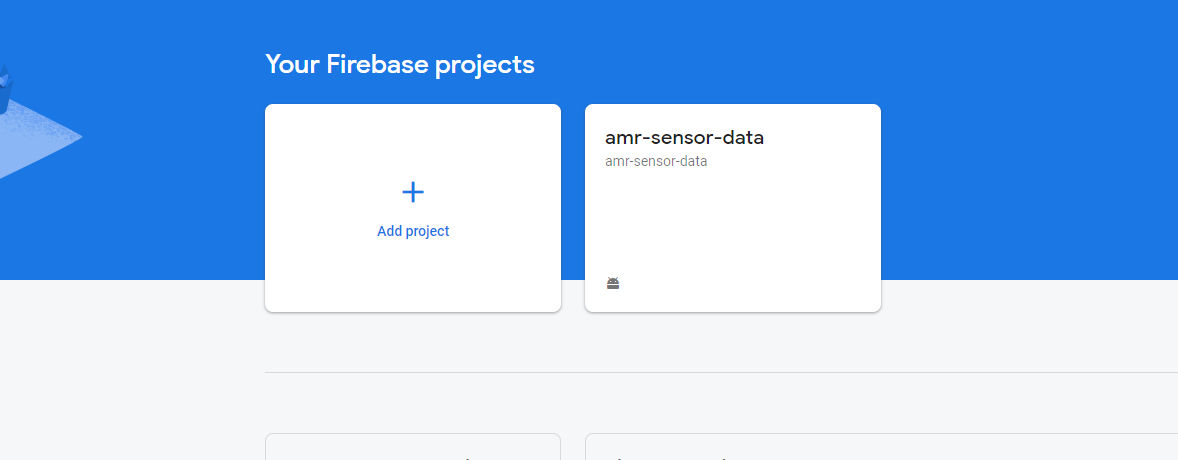 Your Firebase projects
Add project
amr-sensor-data
amr-sensor-data